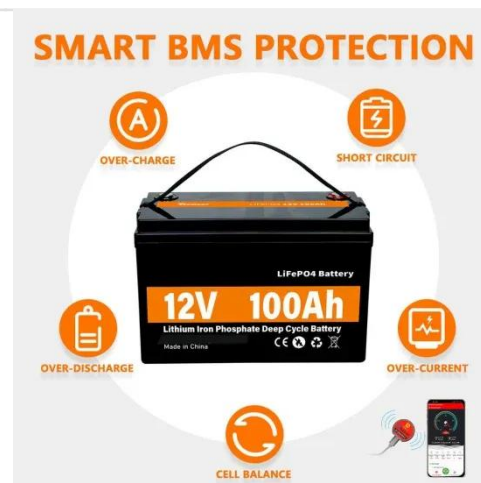 SMART BMS PROTECTION
OVER-CHARGE
SHORT CIRCUIT
LiFePO4 Battery
12V 100Ah
Lithium Iron Phosphate Deep Cycle Battery
Made in China
CE
OVER-DISCHARGE
OVER-CURRENT
CELL BALANCE